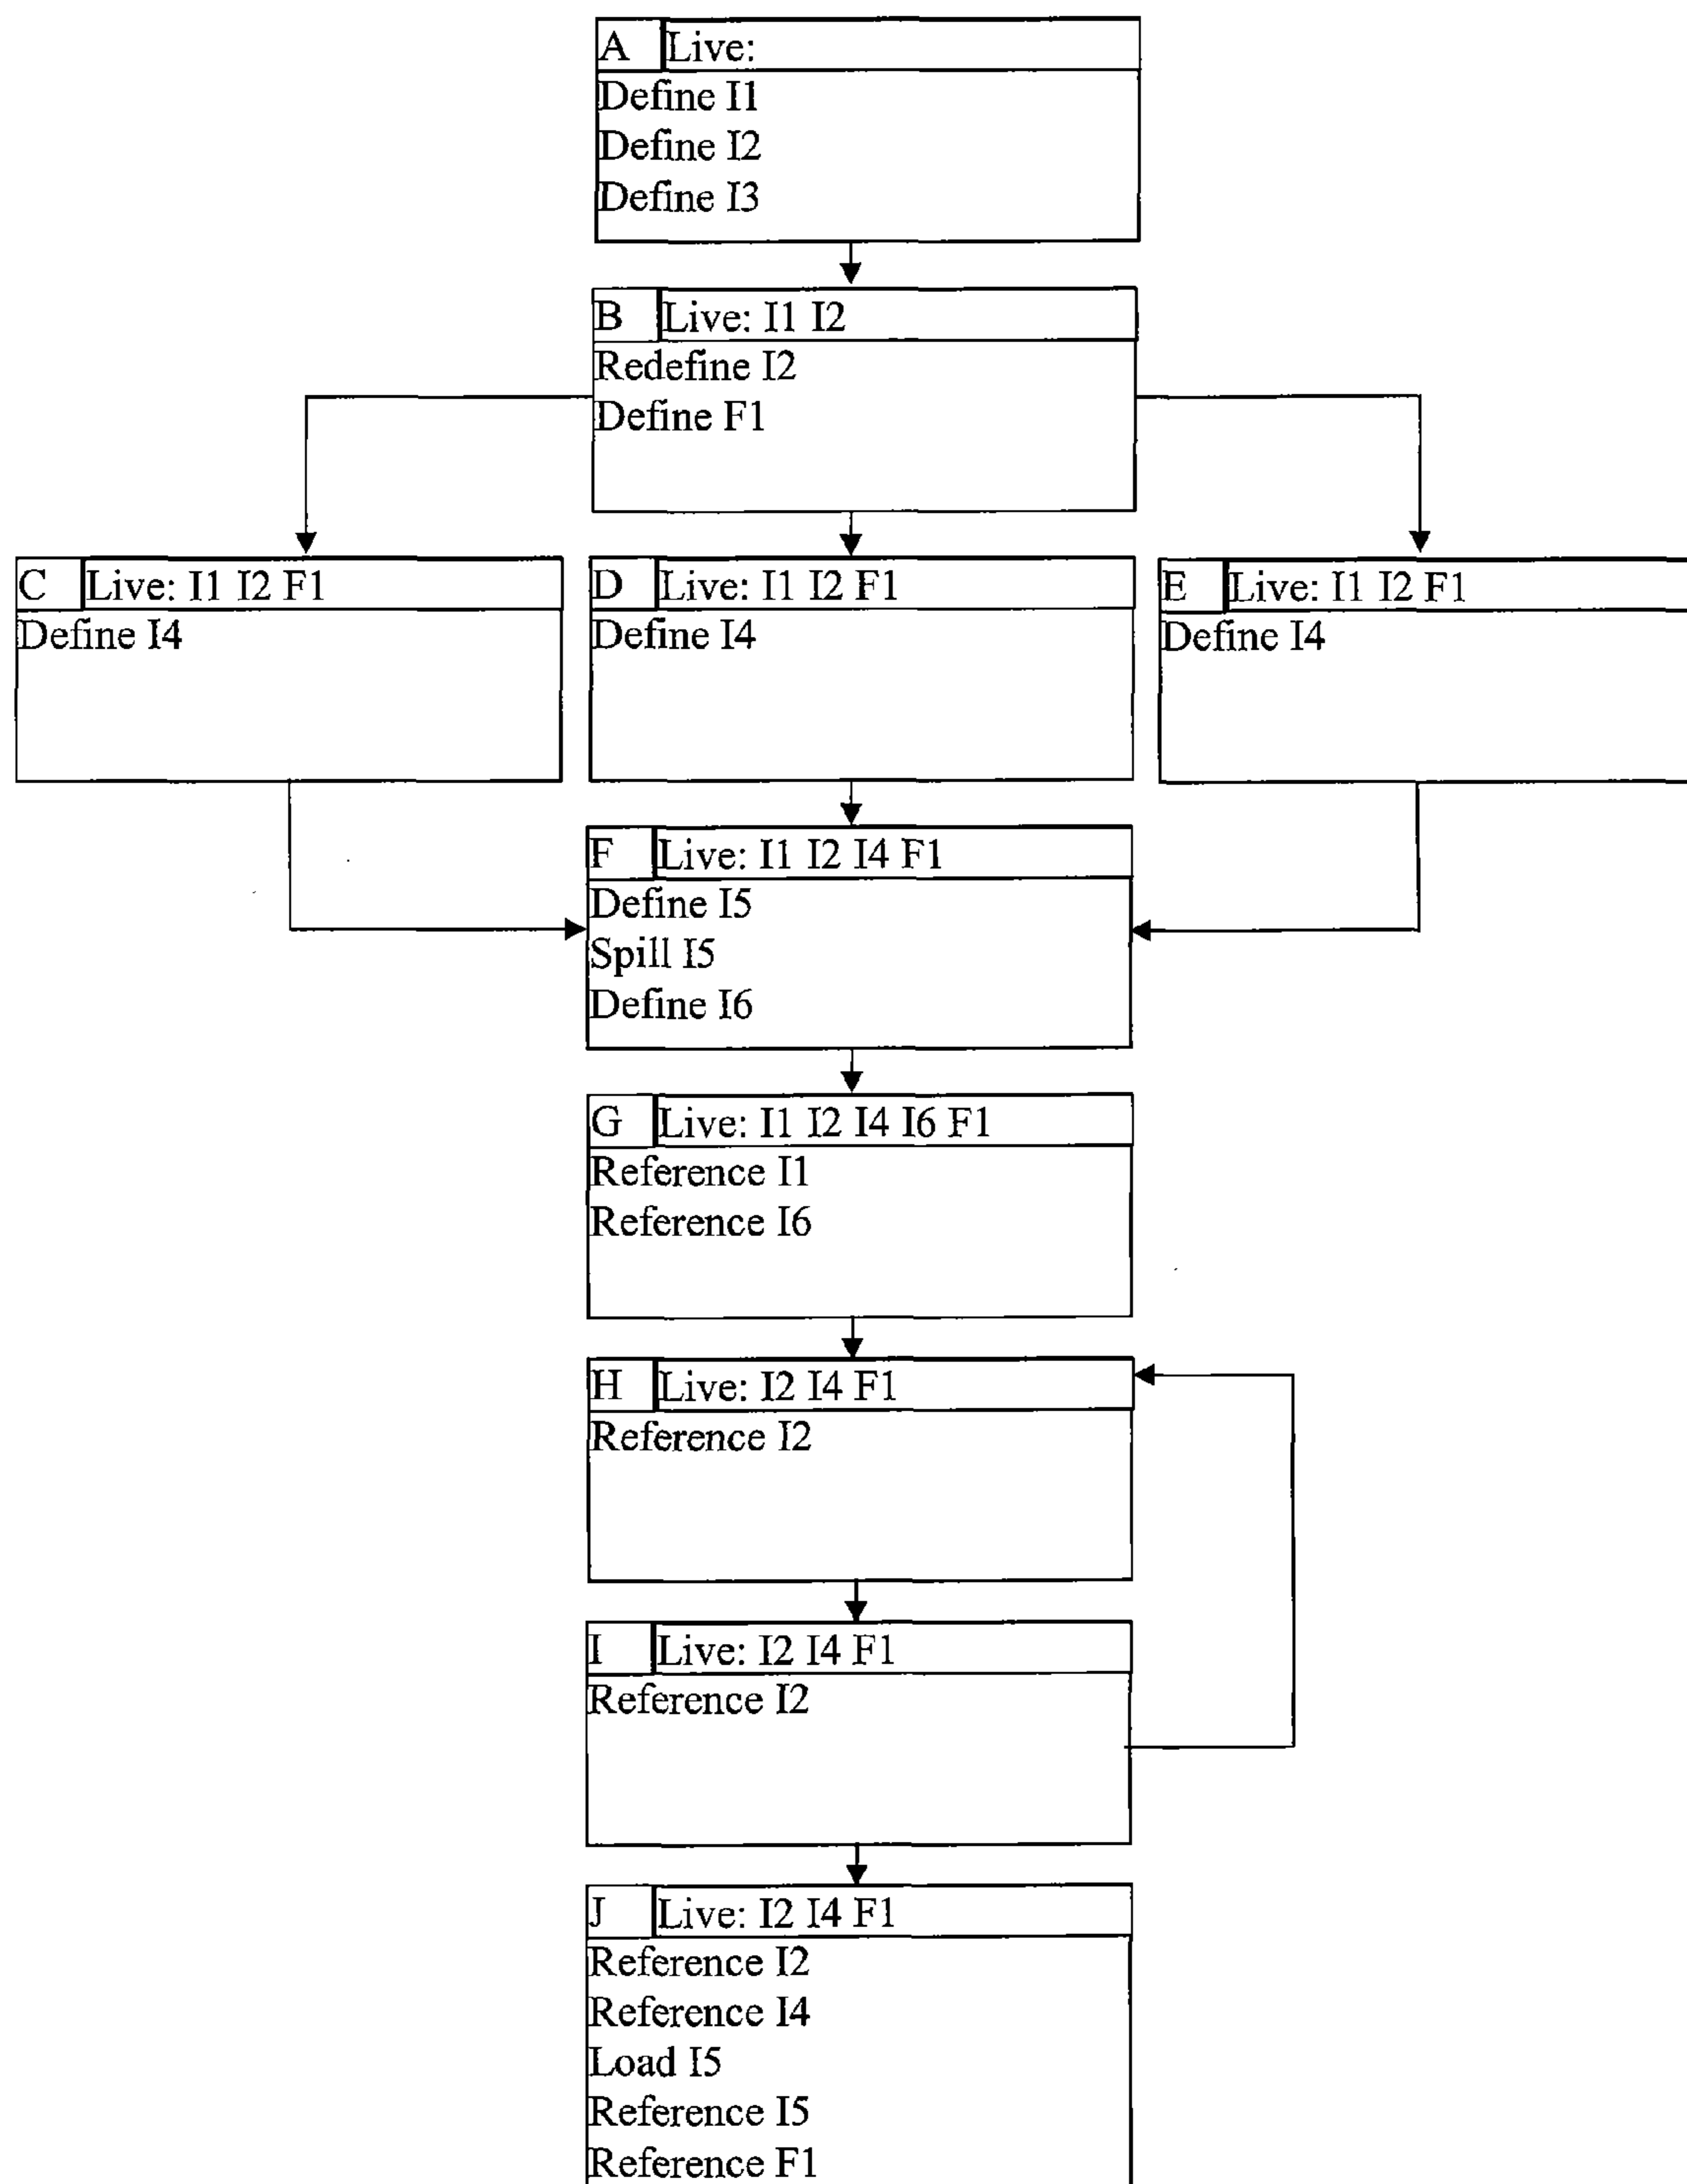 A Live:
Define I1
Define I2
Define I3
B Live: I1 I2
Redefine I2
Define F1
C Live: I1 I2 F1
Define I4
D Live: I1 I2 F1
Define I4
E Live: I1 I2 F1
Define I4
F Live: I1 I2 I4 F1
Define I5
Spill I5
Define I6
G Live: I1 I2 I4 I6 F1
Reference I1
Reference I6
H Live: I2 I4 F1
Reference I2
I Live: I2 I4 F1
Reference I2
J Live: I2 I4 F1
Reference I2
Reference I4
Load I5
Reference I5
Reference F1